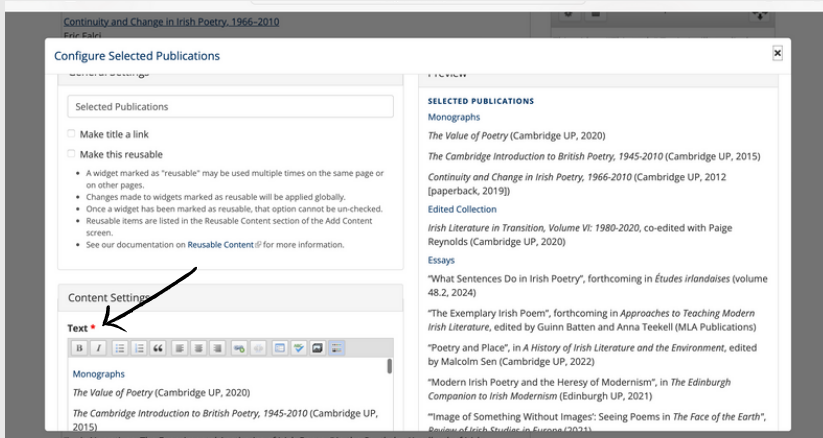 Continuity and Change in Irish Poetry, 1966–2010
Eric Falci
Configure Selected Publications
General Settings
Selected Publications
Make title a link
Make this reusable
• A widget marked as "reusable" may be used multiple times on the same page or
on other pages.
• Changes made to widgets marked as reusable will be applied globally.
• Once a widget has been marked as reusable, that option cannot be un-checked.
• Reusable items are listed in the Reusable Content section of the Add Content
screen.
• See our documentation on Reusable Content for more information.
Content Settings
Text *
B I
Monographs
The Value of Poetry (Cambridge UP, 2020)
The Cambridge Introduction to British Poetry, 1945-2010 (Cambridge UP,
2015)
Preview
SELECTED PUBLICATIONS
Monographs
The Value of Poetry (Cambridge UP, 2020)
The Cambridge Introduction to British Poetry, 1945-2010 (Cambridge UP, 2015)
Continuity and Change in Irish Poetry, 1966-2010 (Cambridge UP, 2012
[paperback, 2019])
Edited Collection
Irish Literature in Transition, Volume VI: 1980-2020, co-edited with Paige
Reynolds (Cambridge UP, 2020)
Essays
"What Sentences Do in Irish Poetry", forthcoming in Études irlandaises (volume
48.2, 2024)
"The Exemplary Irish Poem", forthcoming in Approaches to Teaching Modern
Irish Literature, edited by Guinn Batten and Anna Teekell (MLA Publications)
"Poetry and Place", in A History of Irish Literature and the Environment, edited
by Malcolm Sen (Cambridge UP, 2022)
"Modern Irish Poetry and the Heresy of Modernism", in The Edinburgh
Companion to Irish Modernism (Edinburgh UP, 2021)
"'Image of Something Without Images': Seeing Poems in The Face of the Earth",
Review of Irish Studies in Europe (2021)